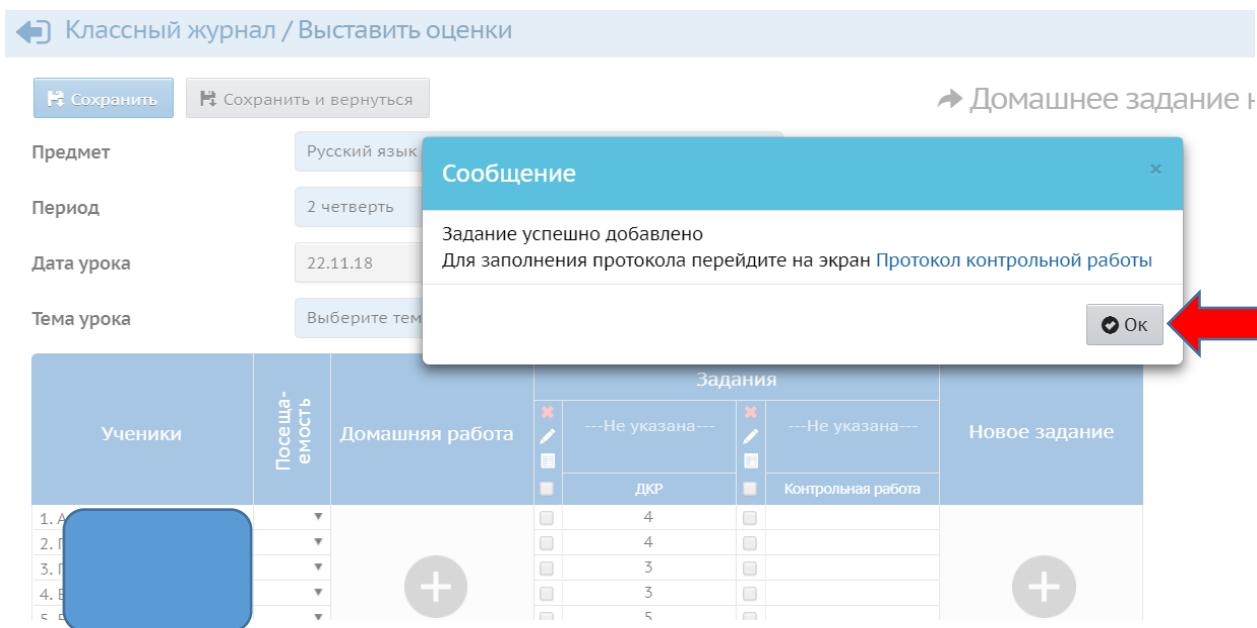 Классный журнал / Выставить оценки
Сохранить Сохранить и вернуться
Домашнее задание
Предмет Русский язык
Сообщение ×
Период 2 четверть
Задание успешно добавлено
Для заполнения протокола перейдите на экран Протокол контрольной работы
Дата урока 22.11.18
Тема урока Выберите
Ок
Ученики
Посеща-
емость
Домашняя работа
Задания
---Не указана--- ---Не указана---
ДКР Контрольная работа
Новое задание
1. 4
2. 4
3. 3
4. 3
5. 5